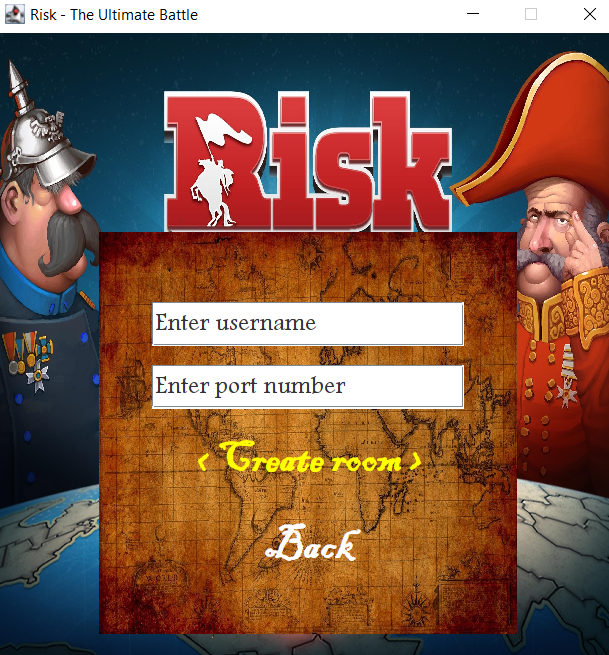 Risk - The Ultimate Battle
Risk
Enter username
Enter port number
< Create room >
Back